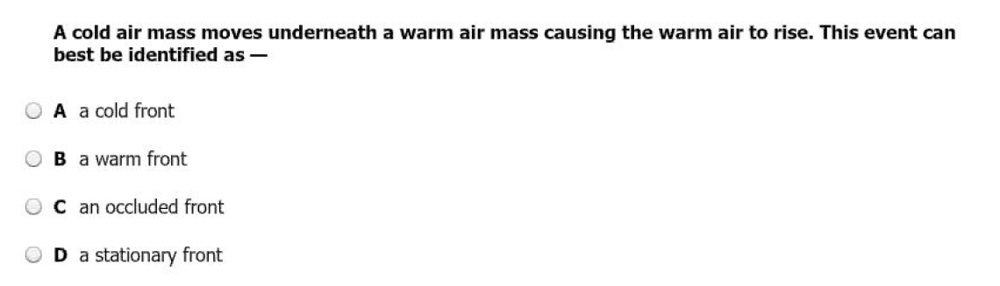 A cold air mass moves underneath a warm air mass causing the warm air to rise. This event can
best be identified as —
A a cold front
B a warm front
C an occluded front
D a stationary front